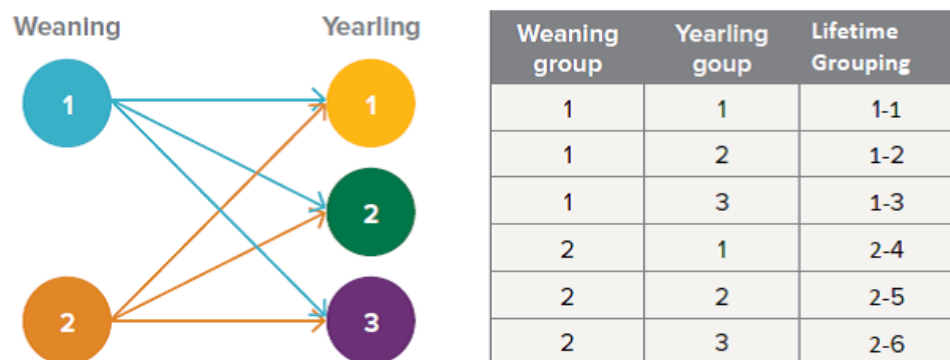 Weaning Yearling
1 1
2
2 3
Weaning group Yearling goup Lifetime Grouping
1 1 1-1
1 2 1-2
1 3 1-3
2 1 2-4
2 2 2-5
2 3 2-6